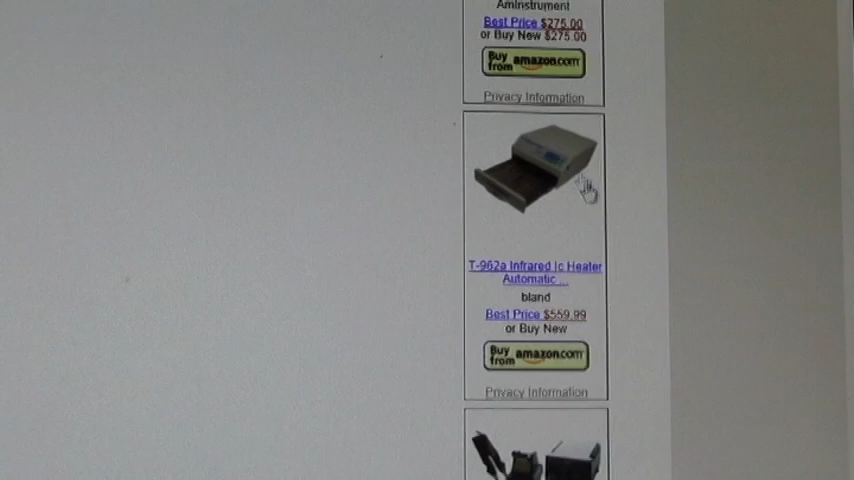 AmInstrument
Best Price $275.00
or Buy New $275.00
Buy from amazon.com
Privacy Information
T-962a Infrared Ic Heater
Automatic ...
bland
Best Price $559.99
or Buy New
Buy from amazon.com
Privacy Information